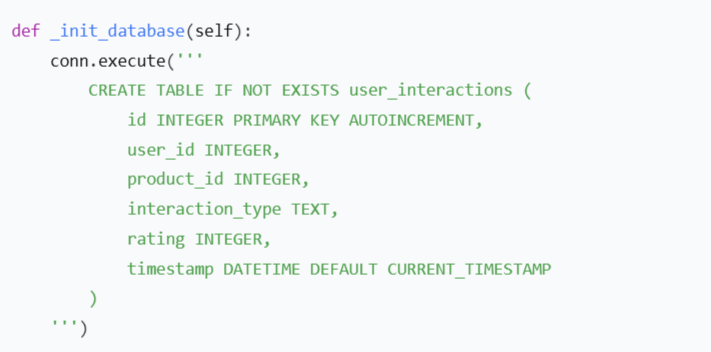 def _init_database(self):
    conn.execute('''
        CREATE TABLE IF NOT EXISTS user_interactions (
            id INTEGER PRIMARY KEY AUTOINCREMENT,
            user_id INTEGER,
            product_id INTEGER,
            interaction_type TEXT,
            rating INTEGER,
            timestamp DATETIME DEFAULT CURRENT_TIMESTAMP
        )
    ''')